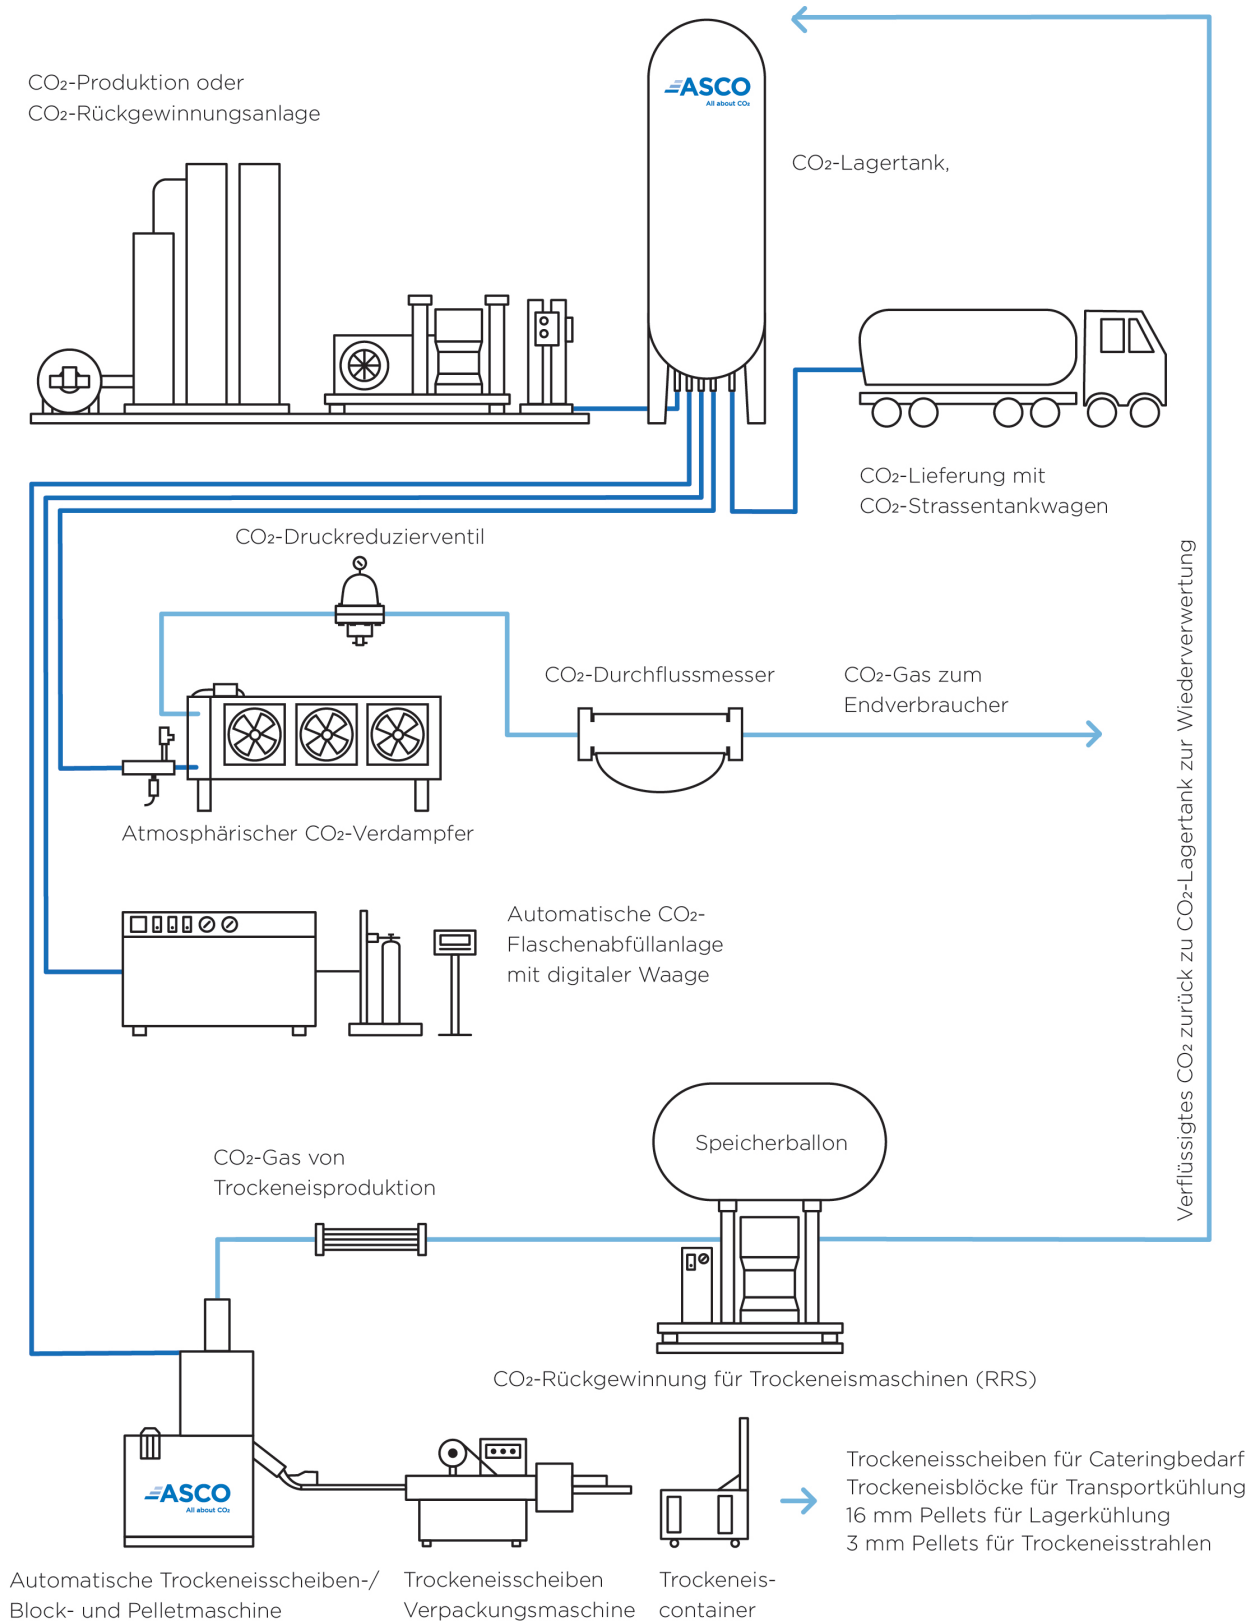 CO₂-Produktion oder
CO₂-Rückgewinnungsanlage
ASCO
All about CO₂
CO₂-Lagertank,
CO₂-Lieferung mit
CO₂-Strassentankwagen
CO₂-Druckreduzierventil
CO₂-Durchflussmesser
CO₂-Gas zum
Endverbraucher
Atmosphärischer CO₂-Verdampfer
Verflüssigtes CO₂ zurück zu CO₂-Lagertank zur Wiederverwertung
Automatische CO₂-
Flaschenabfüllanlage
mit digitaler Waage
Speicherballon
CO₂-Gas von
Trockeneisproduktion
CO₂-Rückgewinnung für Trockeneismaschinen (RRS)
ASCO
All about CO₂
Trockeneisscheiben für Cateringbedarf
Trockeneisblöcke für Transportkühlung
16 mm Pellets für Lagerkühlung
3 mm Pellets für Trockeneisstrahlen
Automatische Trockeneisscheiben-/
Block- und Pelletmaschine
Trockeneisscheiben
Verpackungsmaschine
Trockeneis-
container